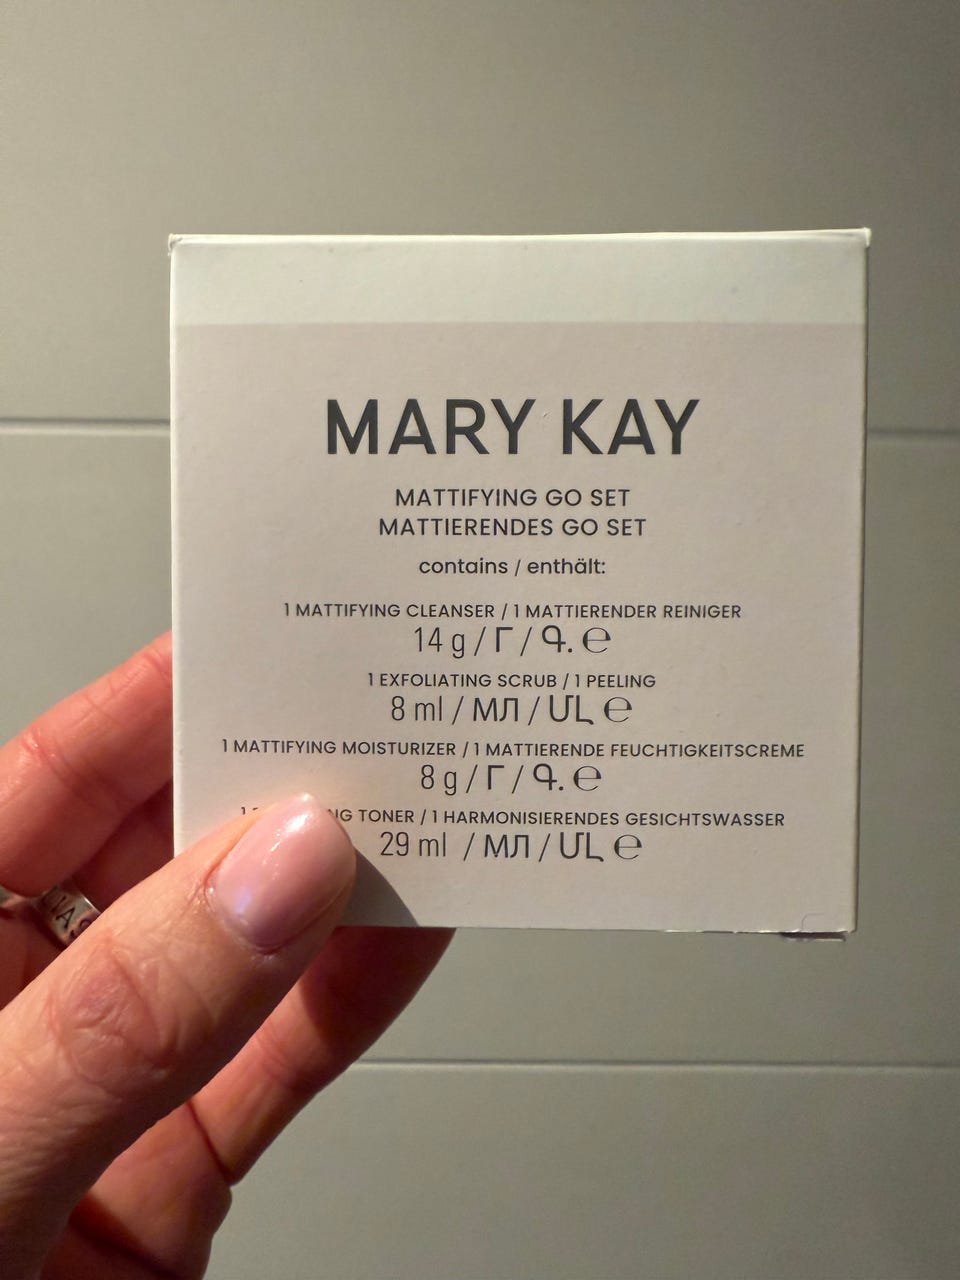 MARY KAY
MATTIFYING GO SET
MATTIERENDES GO SET
contains / enthält:
1 MATTIFYING CLEANSER / 1 MATTIERENDER REINIGER
14 g / Г / Գ. ℮
1 EXFOLIATING SCRUB / 1 PEELING
8 ml / МЛ / ՄԼ ℮
1 MATTIFYING MOISTURIZER / 1 MATTIERENDE FEUCHTIGKEITSCREME
8 g / Г / Գ. ℮
1 TONER / 1 HARMONISIERENDES GESICHTSWASSER
29 ml / МЛ / ՄԼ ℮